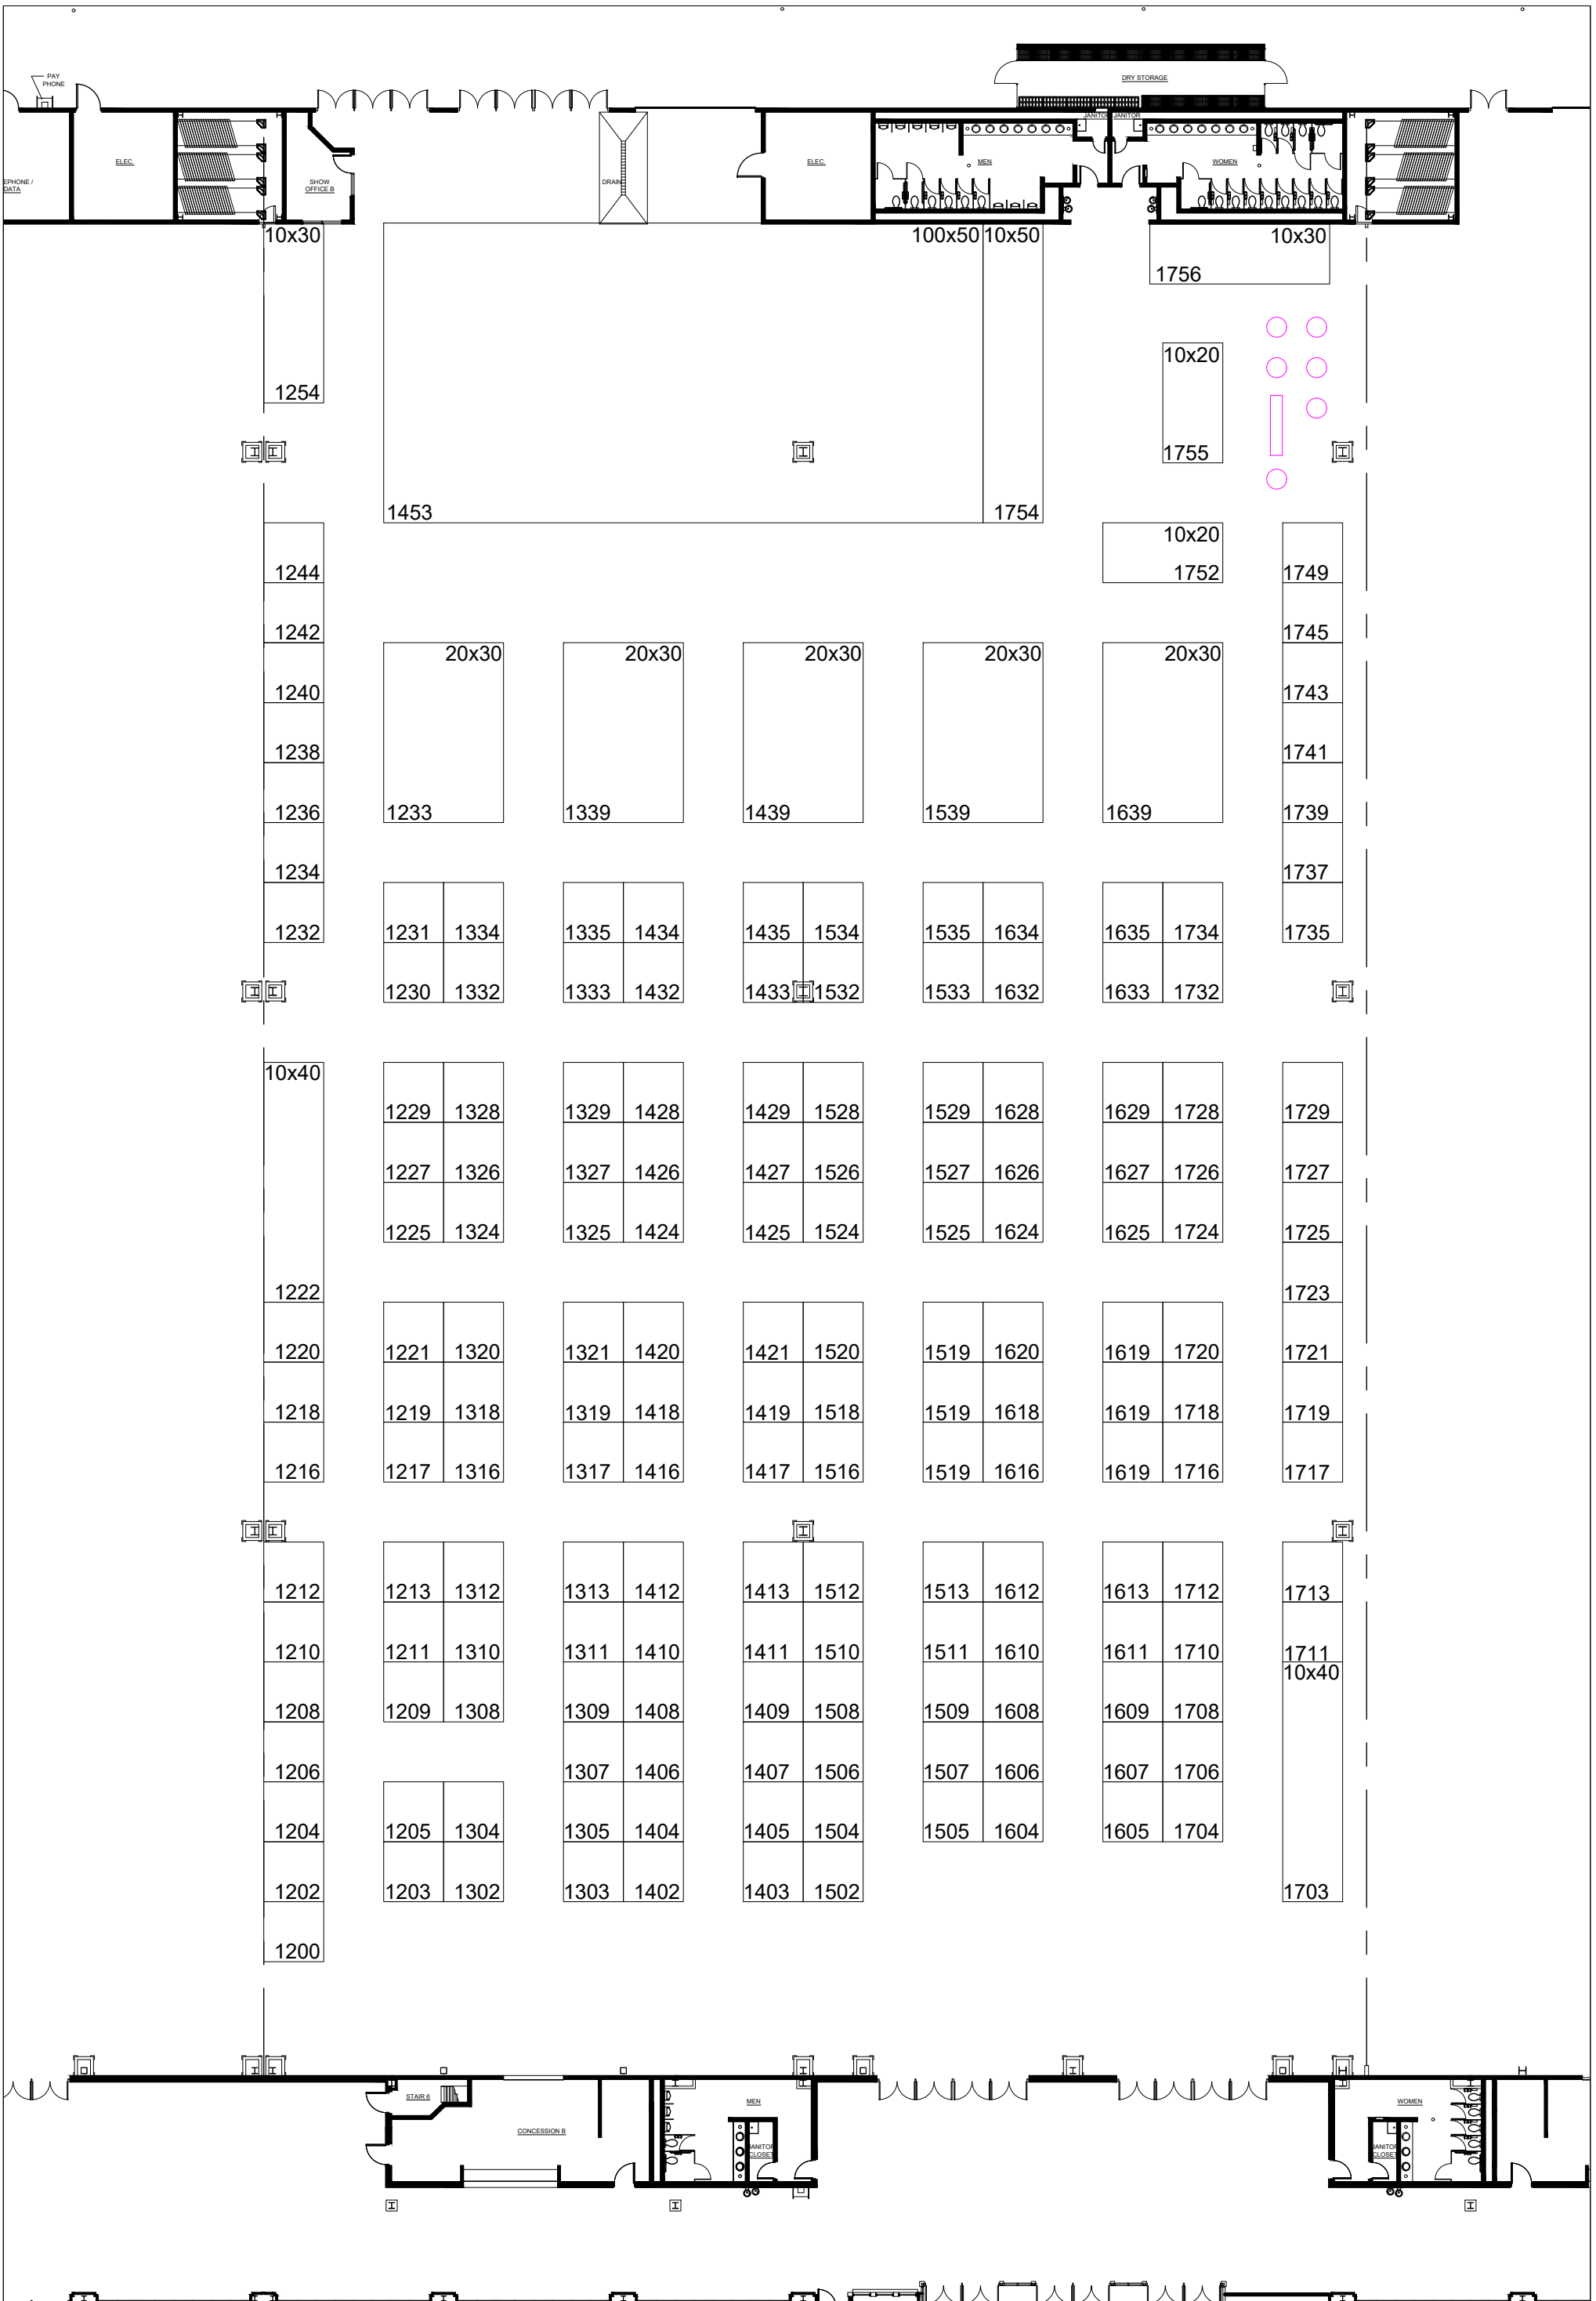 PAY
PHONE
DRY STORAGE
JANITOR JANITOR
EPHONE /
DATA
ELEC.
SHOW
OFFICE B
DRAIN
ELEC.
MEN
WOMEN
10x30 100x50 10x50 10x30
1756
10x20
1254
1755
1453 1754
10x20
1244 1752 1749
1242 1745
20x30 20x30 20x30 20x30 20x30
1240 1743
1238 1741
1236 1233 1339 1439 1539 1639 1739
1234 1737
1232 1231 1334 1335 1434 1435 1534 1535 1634 1635 1734 1735
1230 1332 1333 1432 1433 1532 1533 1632 1633 1732
10x40
1229 1328 1329 1428 1429 1528 1529 1628 1629 1728 1729
1227 1326 1327 1426 1427 1526 1527 1626 1627 1726 1727
1225 1324 1325 1424 1425 1524 1525 1624 1625 1724 1725
1222 1723
1220 1221 1320 1321 1420 1421 1520 1519 1620 1619 1720 1721
1218 1219 1318 1319 1418 1419 1518 1519 1618 1619 1718 1719
1216 1217 1316 1317 1416 1417 1516 1519 1616 1619 1716 1717
1212 1213 1312 1313 1412 1413 1512 1513 1612 1613 1712 1713
1210 1211 1310 1311 1410 1411 1510 1511 1610 1611 1710 1711
10x40
1208 1209 1308 1309 1408 1409 1508 1509 1608 1609 1708
1206 1307 1406 1407 1506 1507 1606 1607 1706
1204 1205 1304 1305 1404 1405 1504 1505 1604 1605 1704
1202 1203 1302 1303 1402 1403 1502 1703
1200
STAIR 6
MEN
WOMEN
CONCESSION B
JANITOR
CLOSET
JANITOR
CLOSET